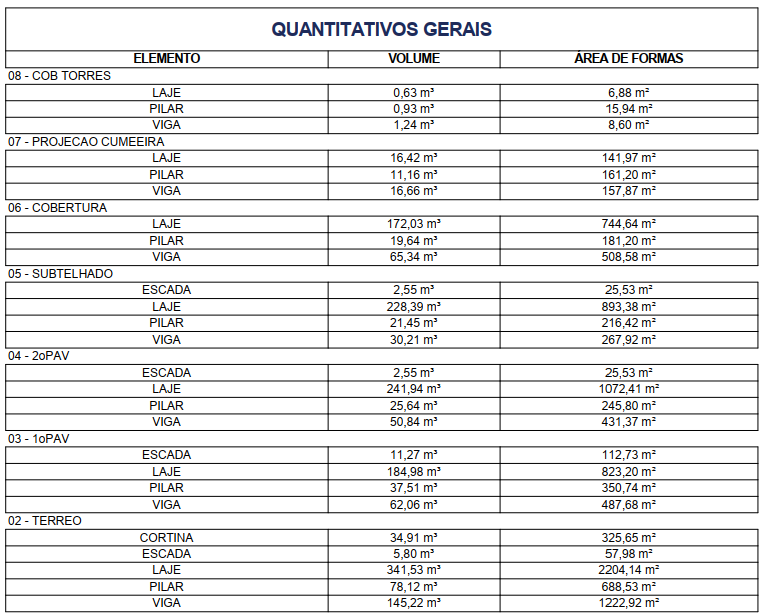 QUANTITATIVOS GERAIS
ELEMENTO VOLUME ÁREA DE FORMAS
08 - COB TORRES
LAJE 0,63 m³ 6,88 m²
PILAR 0,93 m³ 15,94 m²
VIGA 1,24 m³ 8,60 m²
07 - PROJECAO CUMEEIRA
LAJE 16,42 m³ 141,97 m²
PILAR 11,16 m³ 161,20 m²
VIGA 16,66 m³ 157,87 m²
06 - COBERTURA
LAJE 172,03 m³ 744,64 m²
PILAR 19,64 m³ 181,20 m²
VIGA 65,34 m³ 508,58 m²
05 - SUBTELHADO
ESCADA 2,55 m³ 25,53 m²
LAJE 228,39 m³ 893,38 m²
PILAR 21,45 m³ 216,42 m²
VIGA 30,21 m³ 267,92 m²
04 - 2oPAV
ESCADA 2,55 m³ 25,53 m²
LAJE 241,94 m³ 1072,41 m²
PILAR 25,64 m³ 245,80 m²
VIGA 50,84 m³ 431,37 m²
03 - 1oPAV
ESCADA 11,27 m³ 112,73 m²
LAJE 184,98 m³ 823,20 m²
PILAR 37,51 m³ 350,74 m²
VIGA 62,06 m³ 487,68 m²
02 - TERREO
CORTINA 34,91 m³ 325,65 m²
ESCADA 5,80 m³ 57,98 m²
LAJE 341,53 m³ 2204,14 m²
PILAR 78,12 m³ 688,53 m²
VIGA 145,22 m³ 1222,92 m²